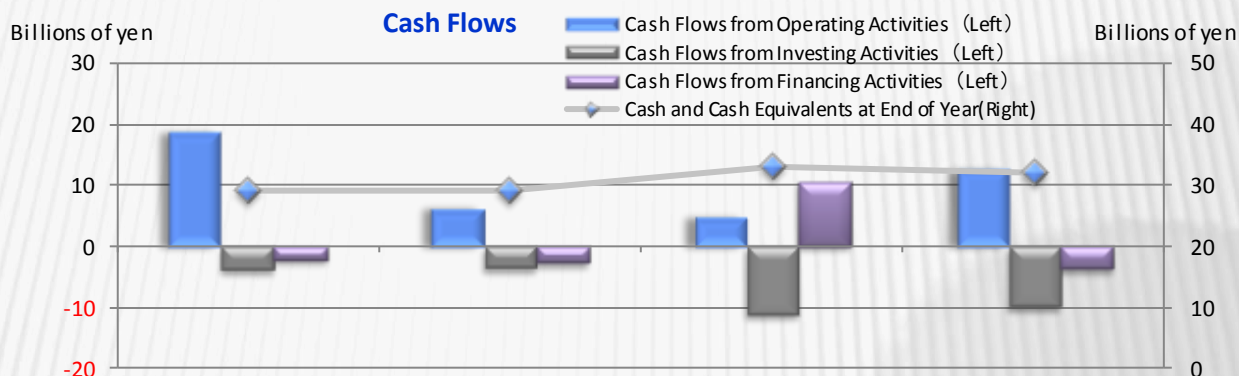 Cash Flows
Billions of yen
Billions of yen
Cash Flows from Operating Activities（Left）
Cash Flows from Investing Activities（Left）
Cash Flows from Financing Activities（Left）
Cash and Cash Equivalents at End of Year(Right)
30
20
10
0
-10
-20
50
40
30
20
10
0